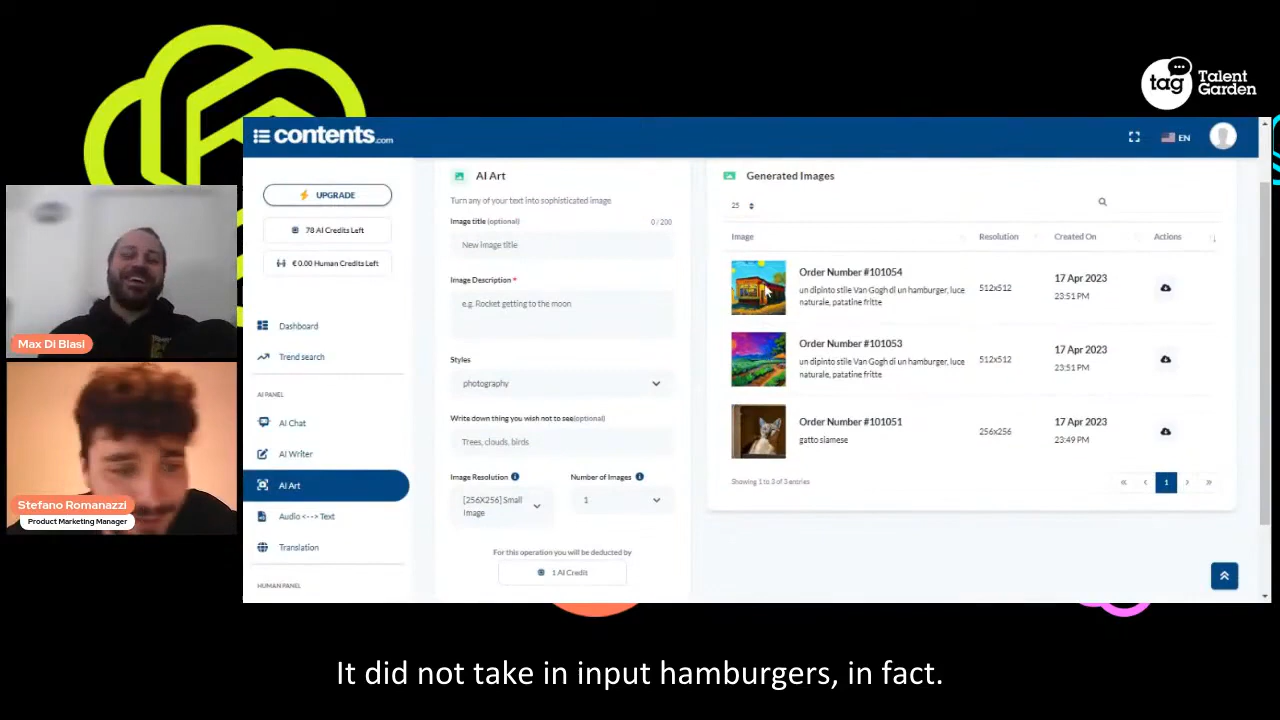 tag Talent
Garden
contents.com
EN
UPGRADE
78 AI Credits Left
€ 0.00 Human Credits Left
Dashboard
Trend search
AI PANEL
AI Chat
AI Writer
AI Art
Audio <--> Text
Translation
HUMAN PANEL
AI Art
Turn any of your text into sophisticated image
Image title (optional)
0 / 200
New image title
Image Description *
e.g. Rocket getting to the moon
Styles
photography
Write down thing you wish not to see(optional)
Trees, clouds, birds
Image Resolution
Number of Images
[256X256] Small
Image
1
For this operation you will be deducted by
1 AI Credit
Generated Images
25
Image
Resolution
Created On
Actions
Order Number #101054
un dipinto stile Van Gogh di un hamburger, luce
naturale, patatine fritte
512x512
17 Apr 2023
23:51 PM
Order Number #101053
un dipinto stile Van Gogh di un hamburger, luce
naturale, patatine fritte
512x512
17 Apr 2023
23:51 PM
Order Number #101051
gatto siamese
256x256
17 Apr 2023
23:49 PM
Showing 1 to 3 of 3 entries
« ‹ 1 › »
Max Di Blasi
Stefano Romanazzi
Product Marketing Manager
It did not take in input hamburgers, in fact.